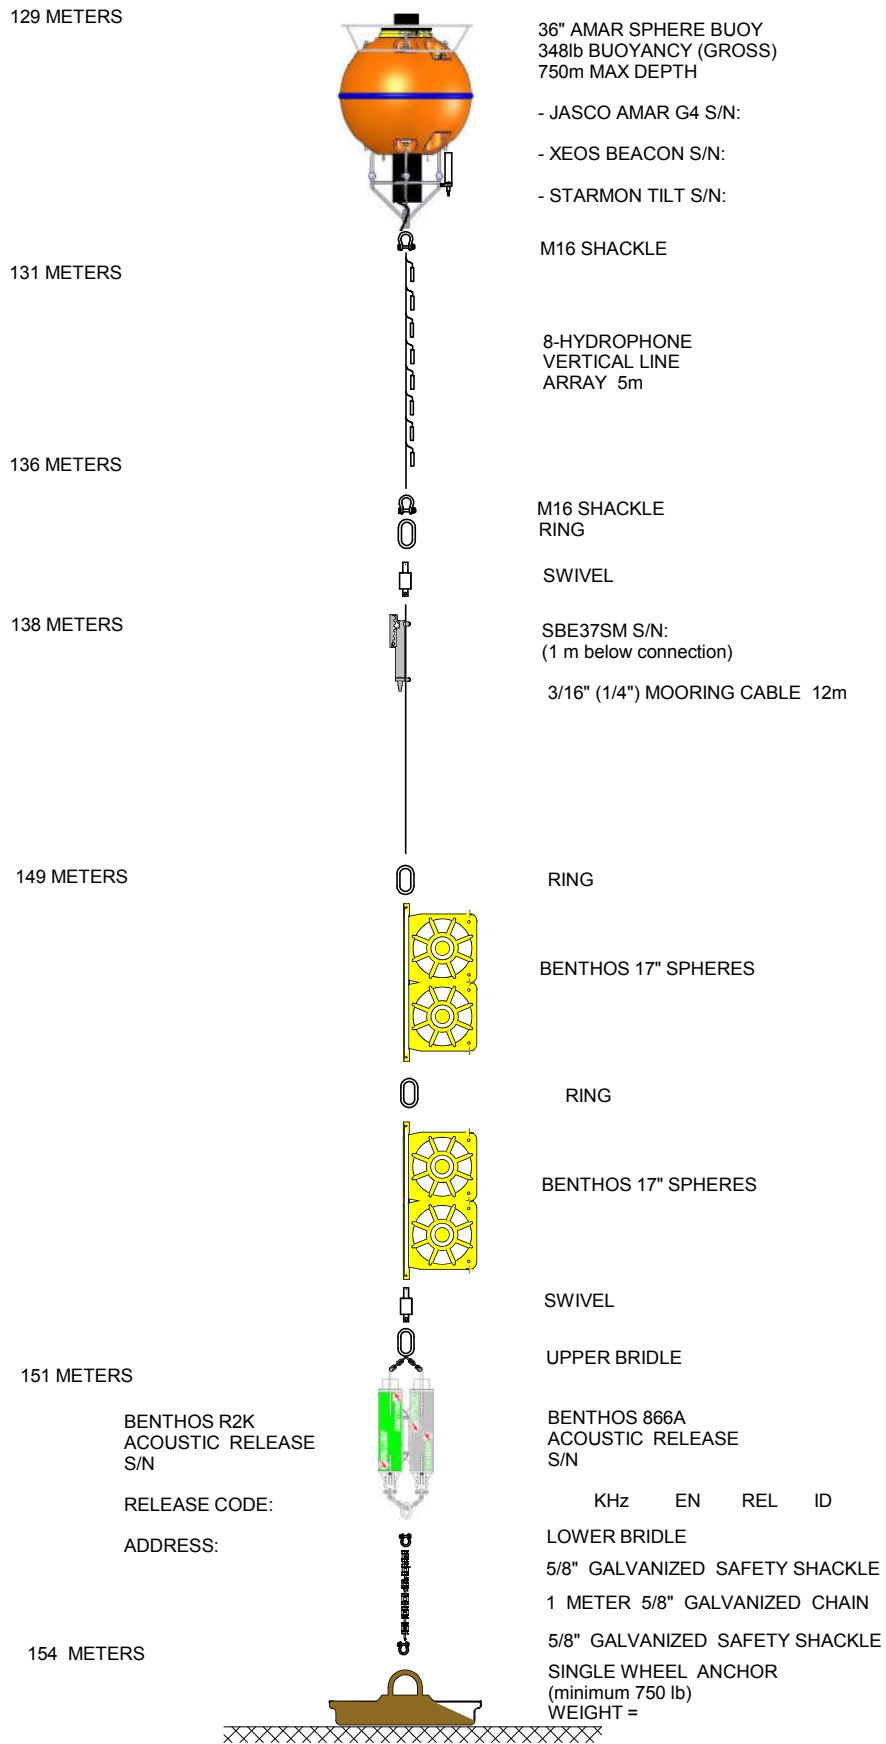 129 METERS
36" AMAR SPHERE BUOY
348lb BUOYANCY (GROSS)
750m MAX DEPTH
- JASCO AMAR G4 S/N:
- XEOS BEACON S/N:
- STARMON TILT S/N:
M16 SHACKLE
131 METERS
8-HYDROPHONE
VERTICAL LINE
ARRAY 5m
136 METERS
M16 SHACKLE
RING
SWIVEL
138 METERS
SBE37SM S/N:
(1 m below connection)
3/16" (1/4") MOORING CABLE 12m
149 METERS
RING
BENTHOS 17" SPHERES
RING
BENTHOS 17" SPHERES
SWIVEL
UPPER BRIDLE
151 METERS
BENTHOS R2K
ACOUSTIC RELEASE
S/N
RELEASE CODE:
ADDRESS:
BENTHOS 866A
ACOUSTIC RELEASE
S/N
KHz EN REL ID
LOWER BRIDLE
5/8" GALVANIZED SAFETY SHACKLE
1 METER 5/8" GALVANIZED CHAIN
5/8" GALVANIZED SAFETY SHACKLE
154 METERS
SINGLE WHEEL ANCHOR
(minimum 750 lb)
WEIGHT =